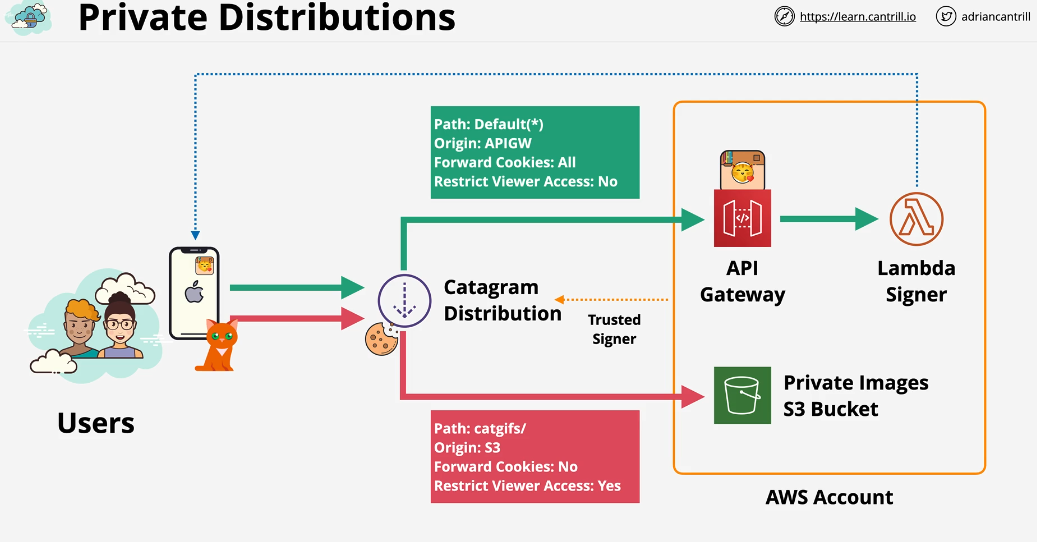 Private Distributions
https://learn.cantrill.io
adriancantrill
Path: Default(*)
Origin: APIGW
Forward Cookies: All
Restrict Viewer Access: No
API
Gateway
Lambda
Signer
Catagram
Distribution
Trusted
Signer
Users
Private Images
S3 Bucket
Path: catgifs/
Origin: S3
Forward Cookies: No
Restrict Viewer Access: Yes
AWS Account